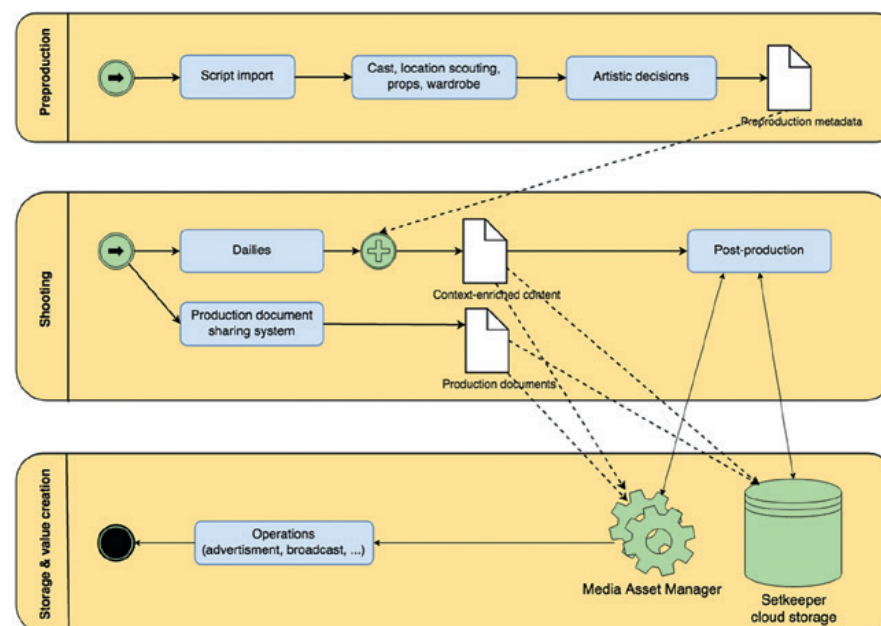 Preproduction
Script import
Cast, location scouting,
props, wardrobe
Artistic decisions
Preproduction metadata
Shooting
Dailies
Context-enriched content
Post-production
Production document
sharing system
Production documents
Storage & value creation
Operations
(advertisment, broadcast, ...)
Media Asset Manager
Setkeeper
cloud storage